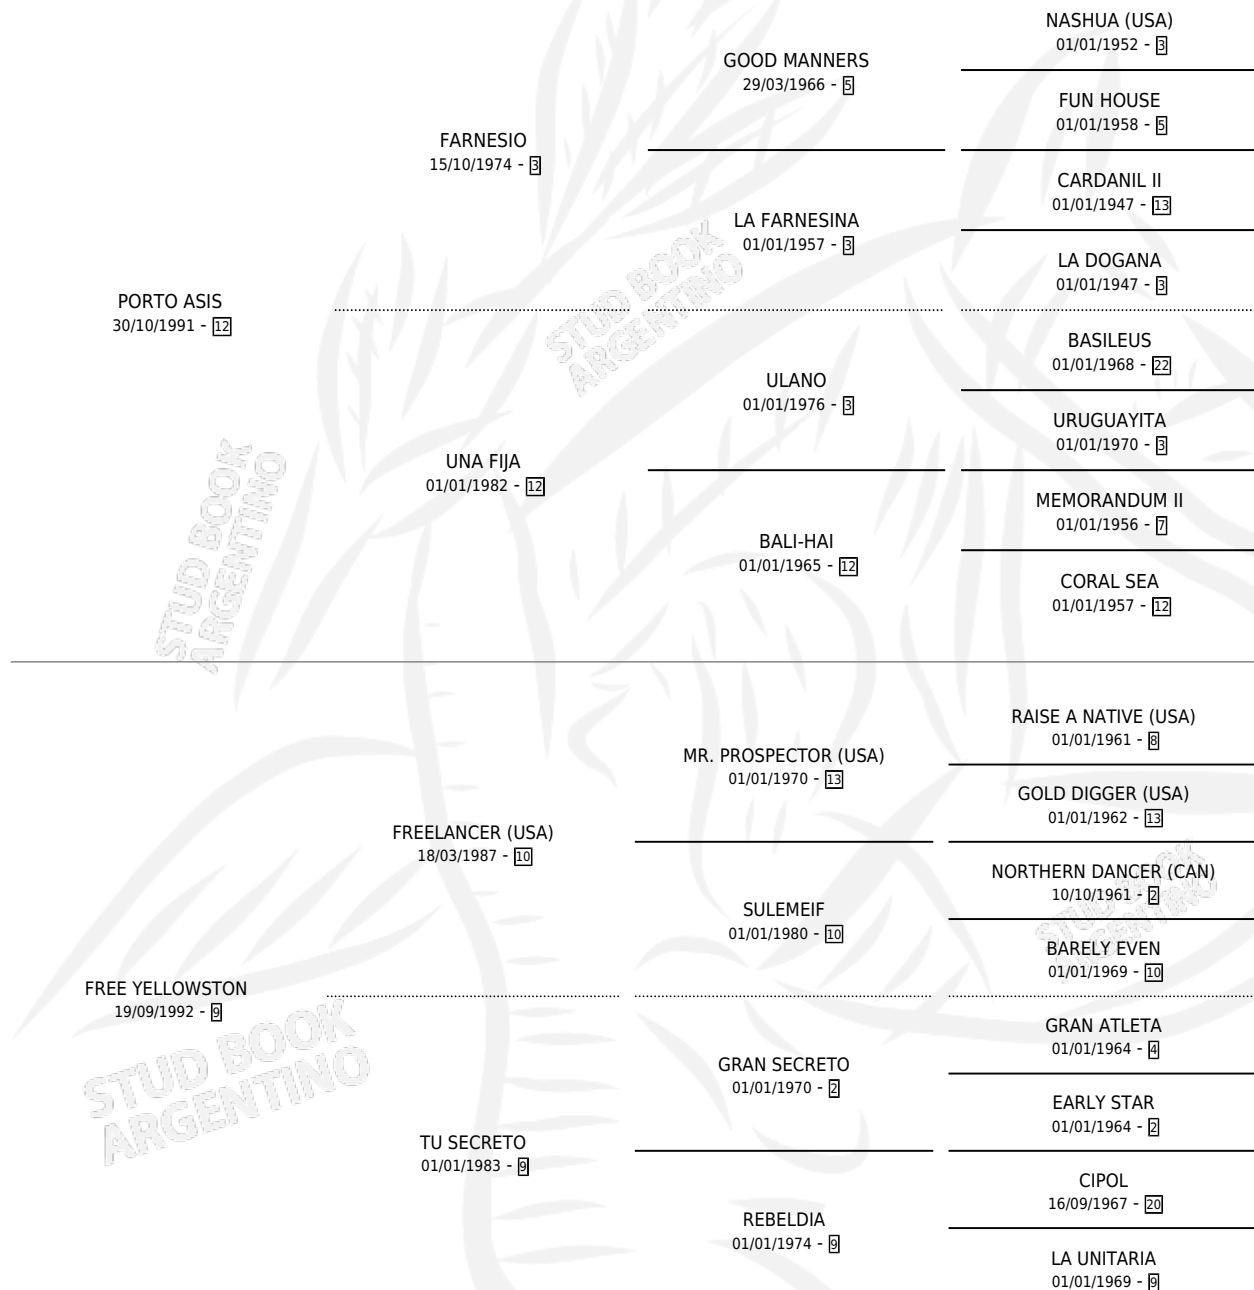 NASHUA (USA)
01/01/1952 - 3
GOOD MANNERS
29/03/1966 - 5
FUN HOUSE
01/01/1958 - 5
FARNESIO
15/10/1974 - 3
CARDANIL II
01/01/1947 - 13
LA FARNESINA
01/01/1957 - 3
LA DOGANA
01/01/1947 - 3
PORTO ASIS
30/10/1991 - 12
BASILEUS
01/01/1968 - 22
ULANO
01/01/1976 - 3
URUGUAYITA
01/01/1970 - 3
UNA FIJA
01/01/1982 - 12
MEMORANDUM II
01/01/1956 - 7
BALI-HAI
01/01/1965 - 12
CORAL SEA
01/01/1957 - 12
STUD BOOK
ARGENTINO
STUD BOOK
ARGENTINO
RAISE A NATIVE (USA)
01/01/1961 - 8
MR. PROSPECTOR (USA)
01/01/1970 - 13
GOLD DIGGER (USA)
01/01/1962 - 13
FREELANCER (USA)
18/03/1987 - 10
NORTHERN DANCER (CAN)
10/10/1961 - 2
SULEMEIF
01/01/1980 - 10
BARELY EVEN
01/01/1969 - 10
STUD BOOK
ARGENTINO
FREE YELLOWSTON
19/09/1992 - 9
GRAN ATLETA
01/01/1964 - 4
GRAN SECRETO
01/01/1970 - 2
EARLY STAR
01/01/1964 - 2
STUD BOOK
ARGENTINO
TU SECRETO
01/01/1983 - 9
CIPOL
16/09/1967 - 20
REBELDIA
01/01/1974 - 9
LA UNITARIA
01/01/1969 - 9